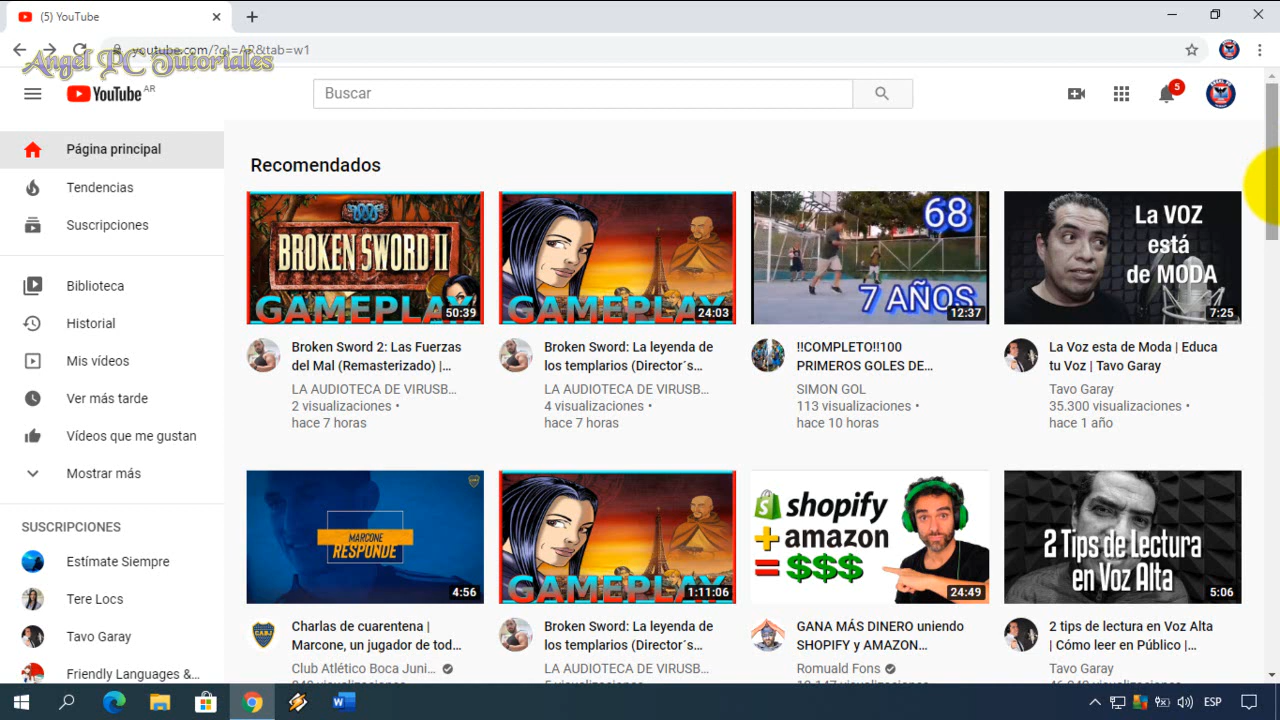 (5) YouTube
youtube.com/?gl=AR&tab=w1
Angel PC Tutoriales
YouTube AR
Buscar
5
Página principal
Tendencias
Suscripciones
Biblioteca
Historial
Mis vídeos
Ver más tarde
Vídeos que me gustan
Mostrar más
SUSCRIPCIONES
Estímate Siempre
Tere Locs
Tavo Garay
Friendly Languages &...
Recomendados
BROKEN SWORD II
GAMEPLAY
50:39
Broken Sword 2: Las Fuerzas
del Mal (Remasterizado) |...
LA AUDIOTECA DE VIRUSB...
2 visualizaciones •
hace 7 horas
GAMEPLAY
24:03
Broken Sword: La leyenda de
los templarios (Director´s...
LA AUDIOTECA DE VIRUSB...
4 visualizaciones •
hace 7 horas
68
7 AÑOS
12:37
!!COMPLETO!!100
PRIMEROS GOLES DE...
SIMON GOL
113 visualizaciones •
hace 10 horas
La VOZ
está
de MODA
7:25
La Voz esta de Moda | Educa
tu Voz | Tavo Garay
Tavo Garay
35.300 visualizaciones •
hace 1 año
MARCONE
RESPONDE
4:56
Charlas de cuarentena |
Marcone, un jugador de tod...
Club Atlético Boca Juni...
GAMEPLAY
1:11:06
Broken Sword: La leyenda de
los templarios (Director´s...
LA AUDIOTECA DE VIRUSB...
shopify
+ amazon
= $$$
24:49
GANA MÁS DINERO uniendo
SHOPIFY y AMAZON...
Romuald Fons
2 Tips de Lectura
en Voz Alta
5:06
2 tips de lectura en Voz Alta
| Cómo leer en Público |...
Tavo Garay
ESP